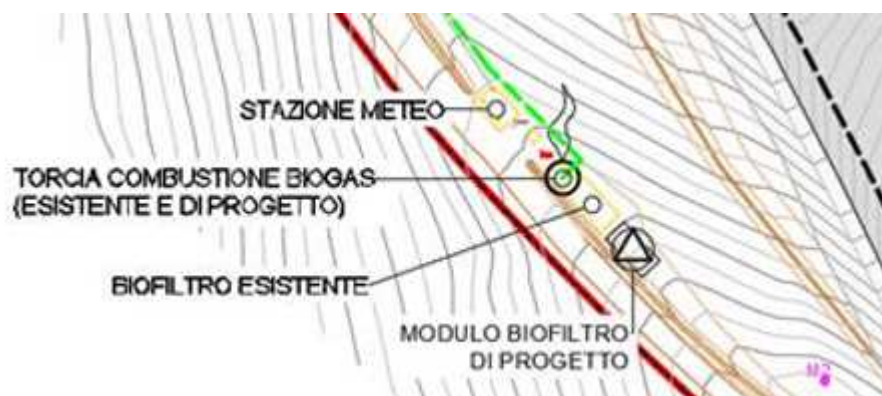 STAZIONE METEO
TORCIA COMBUSTIONE BIOGAS
(ESISTENTE E DI PROGETTO)
BIOFILTRO ESISTENTE
MODULO BIOFILTRO
DI PROGETTO